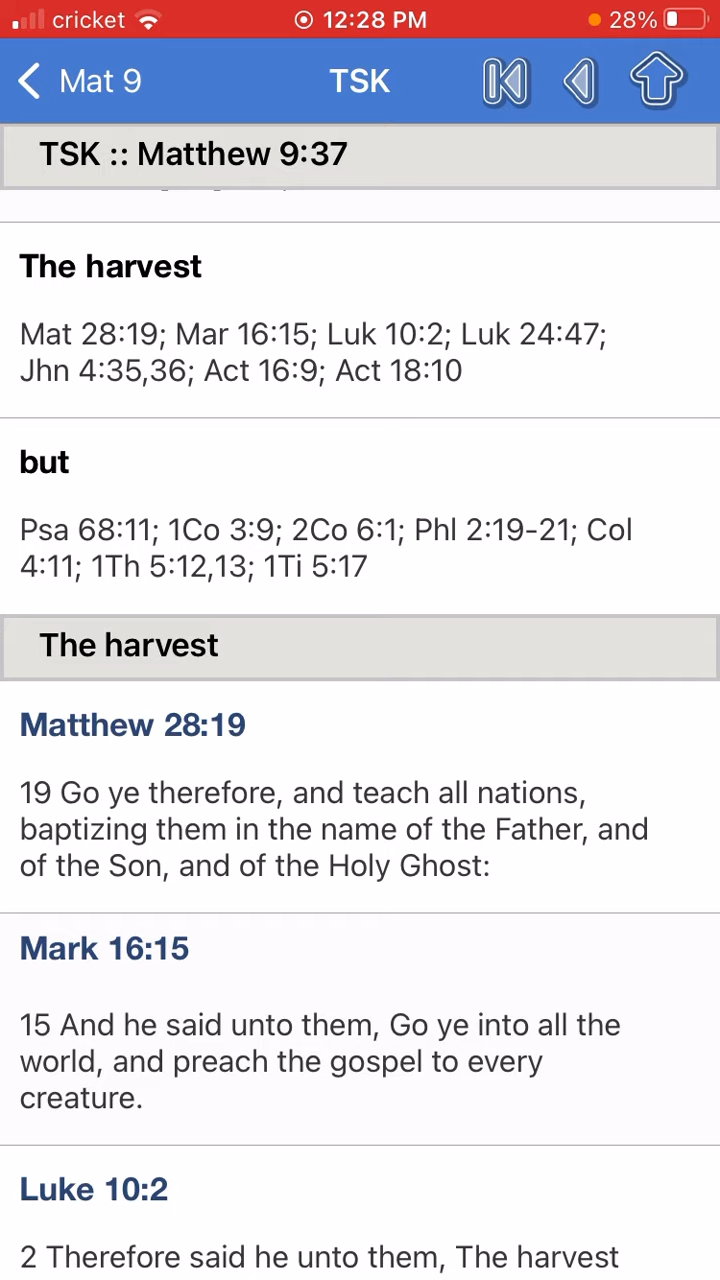 cricket 12:28 PM 28%
Mat 9 TSK
TSK :: Matthew 9:37
The harvest
Mat 28:19; Mar 16:15; Luk 10:2; Luk 24:47;
Jhn 4:35,36; Act 16:9; Act 18:10
but
Psa 68:11; 1Co 3:9; 2Co 6:1; Phl 2:19-21; Col
4:11; 1Th 5:12,13; 1Ti 5:17
The harvest
Matthew 28:19
19 Go ye therefore, and teach all nations,
baptizing them in the name of the Father, and
of the Son, and of the Holy Ghost:
Mark 16:15
15 And he said unto them, Go ye into all the
world, and preach the gospel to every
creature.
Luke 10:2
2 Therefore said he unto them, The harvest